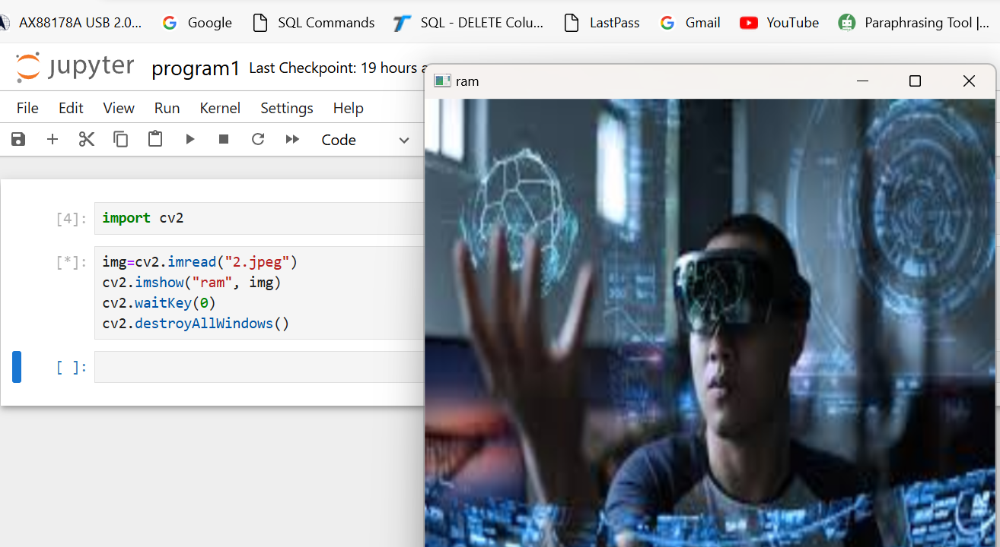 AX88178A USB 2.0... Google SQL Commands SQL - DELETE Colu... LastPass Gmail YouTube Paraphrasing Tool |...
jupyter program1 Last Checkpoint: 19 hours a
ram
File Edit View Run Kernel Settings Help
Code
[4]: import cv2
[*]: img=cv2.imread("2.jpeg")
cv2.imshow("ram", img)
cv2.waitKey(0)
cv2.destroyAllWindows()
[ ]: